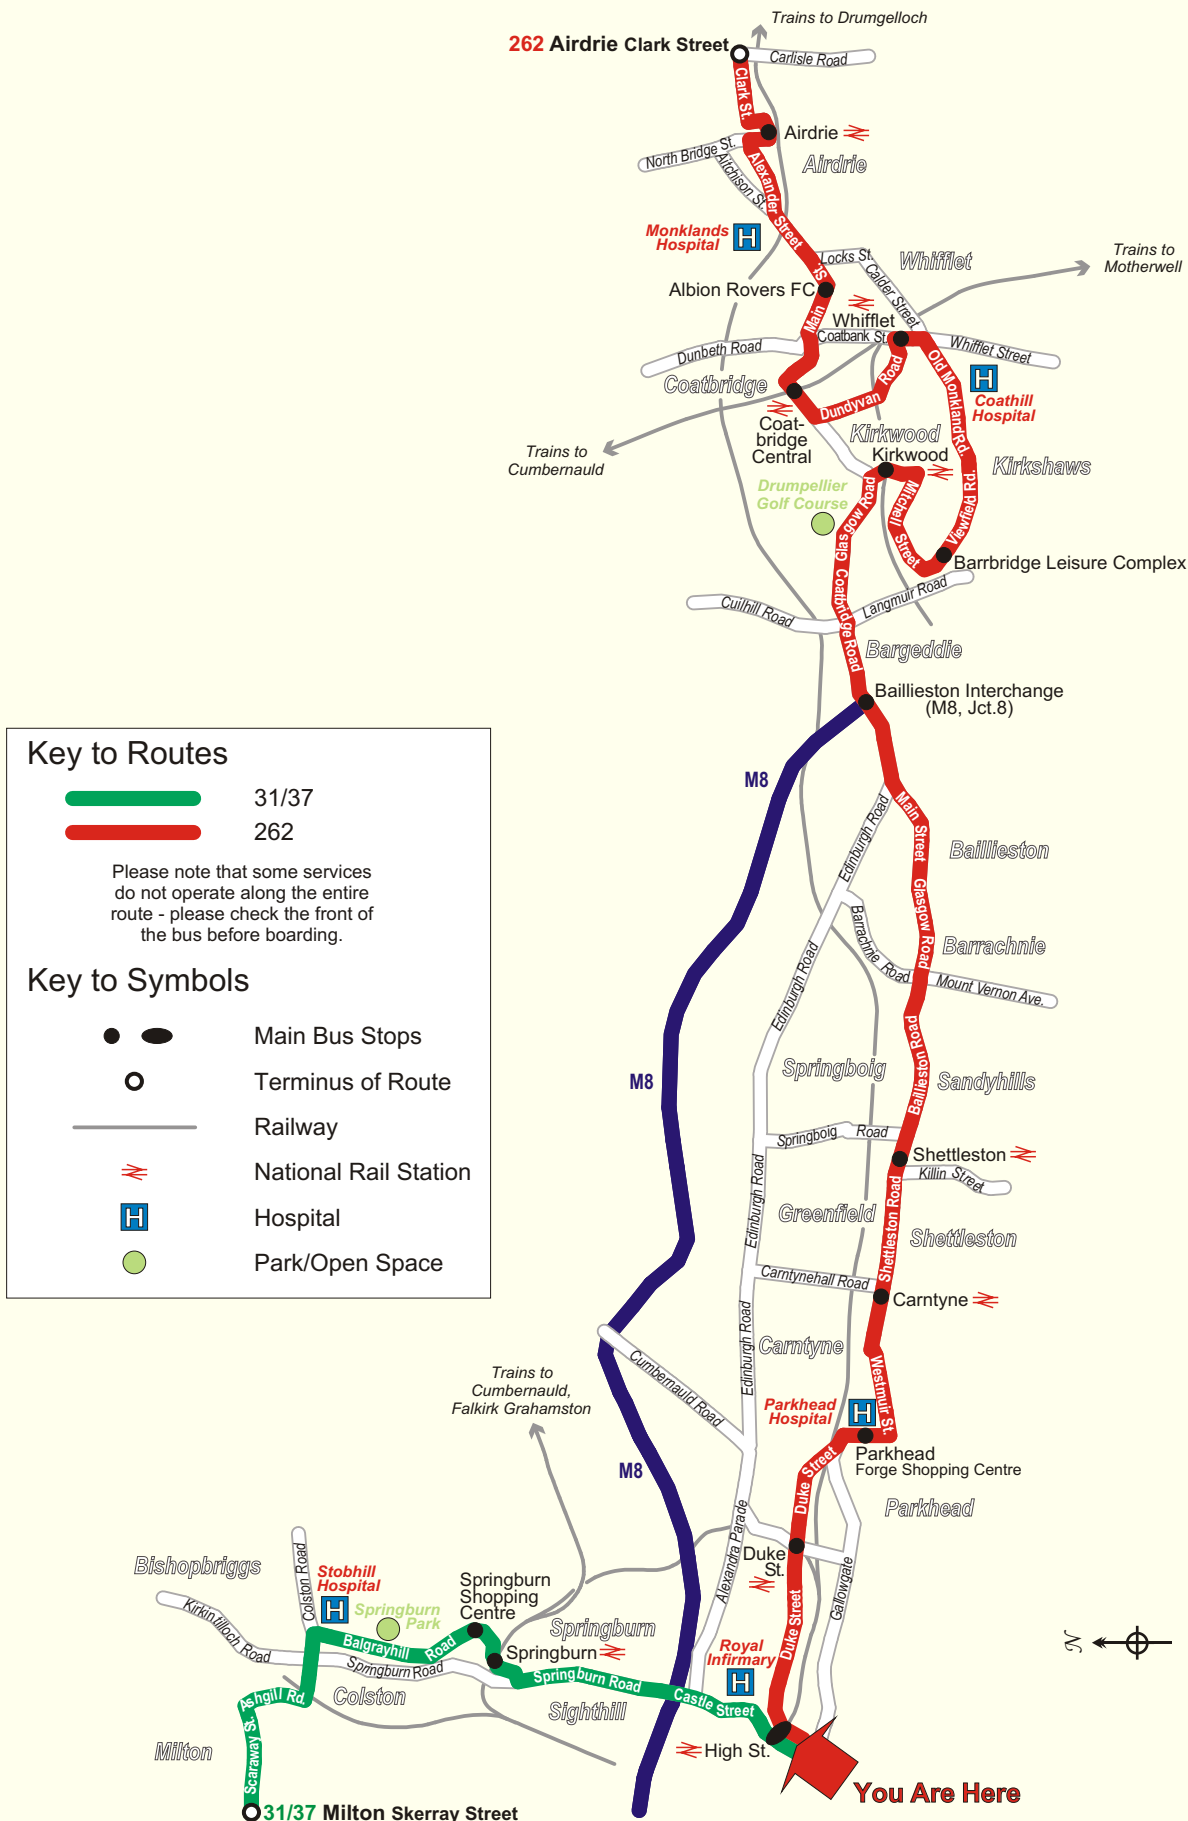 Trains to Drumgelloch
262 Airdrie Clark Street
Carlisle Road
Clark St.
Airdrie
North Bridge St.
Airdrie
Aitchison St.
Alexander Street
Monklands
Hospital
H
Locks St.
Whifflet
Trains to
Motherwell
Calder Street
Main St.
Albion Rovers FC
Whifflet
Coatbank St.
Dunbeth Road
Whifflet Street
Coatbridge
Dundyvan Road
Old Monkland Rd.
H
Coathill
Hospital
Coat-
bridge
Central
Kirkwood
Kirkwood
Trains to
Cumbernauld
Kirkshaws
Drumpellier
Golf Course
Glasgow Road
Mitchell Street
Viewfield Rd.
Barrbridge Leisure Complex
Coatbridge Road
Langmuir Road
Cuilhill Road
Bargeddie
Baillieston Interchange
(M8, Jct.8)
Key to Routes
31/37
262
Please note that some services
do not operate along the entire
route - please check the front of
the bus before boarding.
Key to Symbols
Main Bus Stops
Terminus of Route
Railway
National Rail Station
H
Hospital
Park/Open Space
M8
Edinburgh Road
Main Street
Baillieston
Glasgow Road
Barrachnie Road
Barrachnie
Edinburgh Road
Mount Vernon Ave.
Baillieston Road
Springboig
Sandyhills
M8
Springboig Road
Shettleston
Killin Street
Edinburgh Road
Shettleston Road
Greenfield
Shettleston
Carntynehall Road
Carntyne
Edinburgh Road
Carntyne
Cumbernauld Road
Westmuir St.
Trains to
Cumbernauld,
Falkirk Grahamston
Parkhead
Hospital
H
Parkhead
Forge Shopping Centre
Duke Street
M8
Parkhead
Alexandra Parade
Duke
St.
Gallowgate
Duke Street
Bishopbriggs
Colston Road
Stobhill
Hospital
H
Springburn
Park
Springburn
Shopping
Centre
Kirkintilloch Road
Balgrayhill Road
Springburn
Springburn
Springburn Road
Royal
Infirmary
H
N
Springburn Road
Castle Street
Ashgill Rd.
Colston
Sighthill
Milton
Scaraway St.
High St.
You Are Here
31/37 Milton Skerray Street